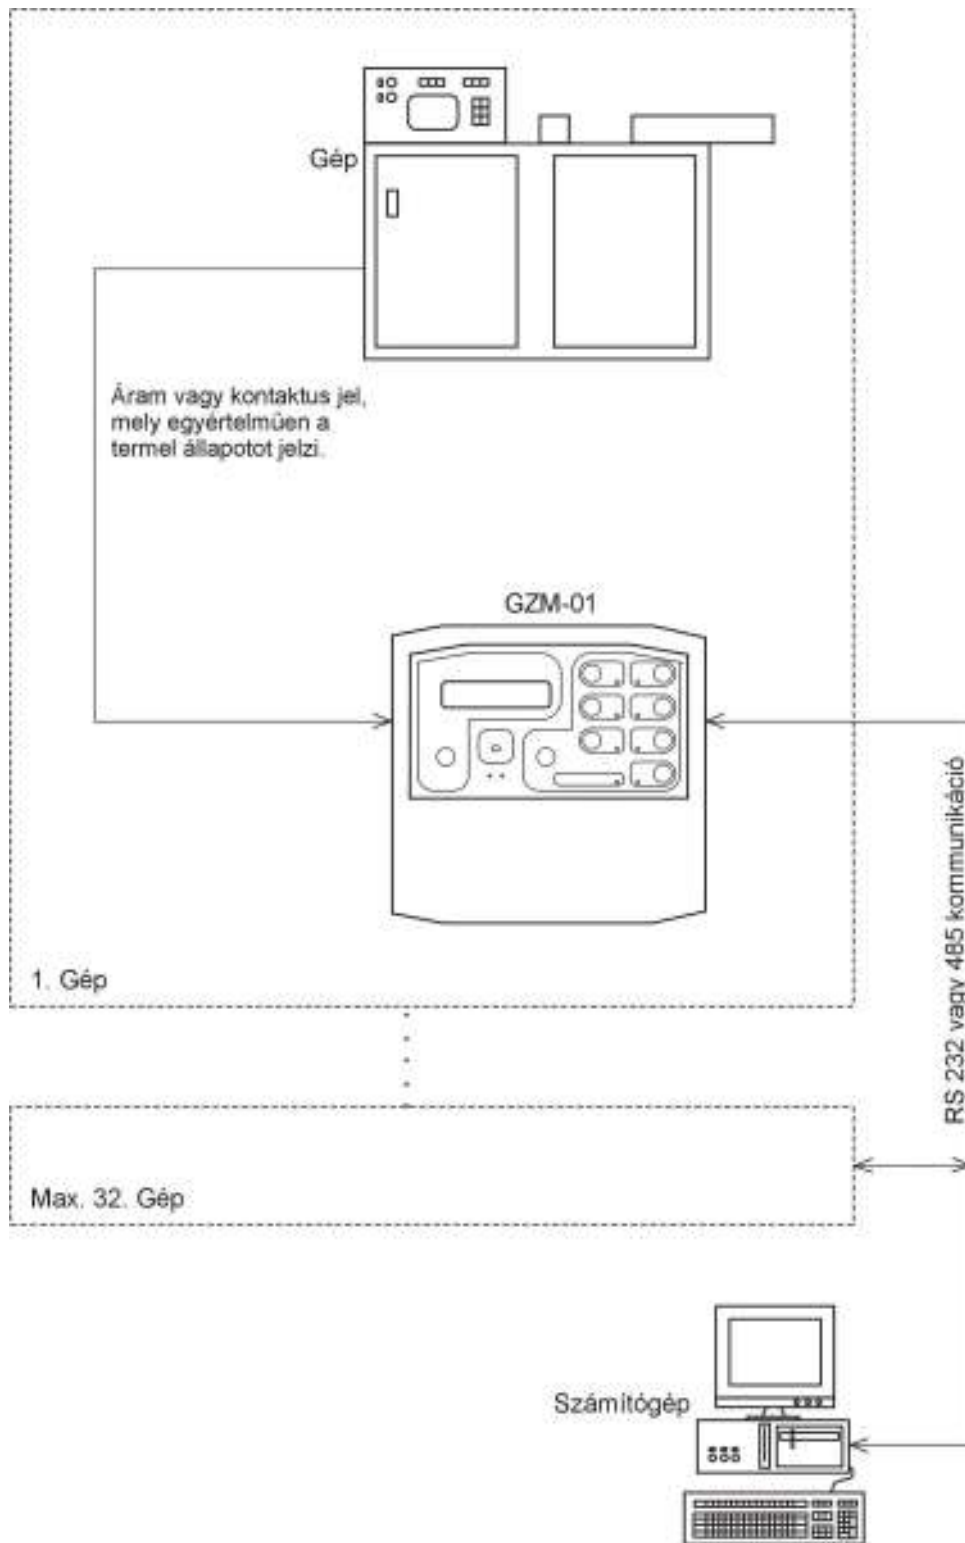 Gép
Áram vagy kontaktus jel,
mely egyértelműen a
termel állapotot jelzi.
GZM-01
1. Gép
RS 232 vagy 485 kommunikáció
Max. 32. Gép
Számítógép